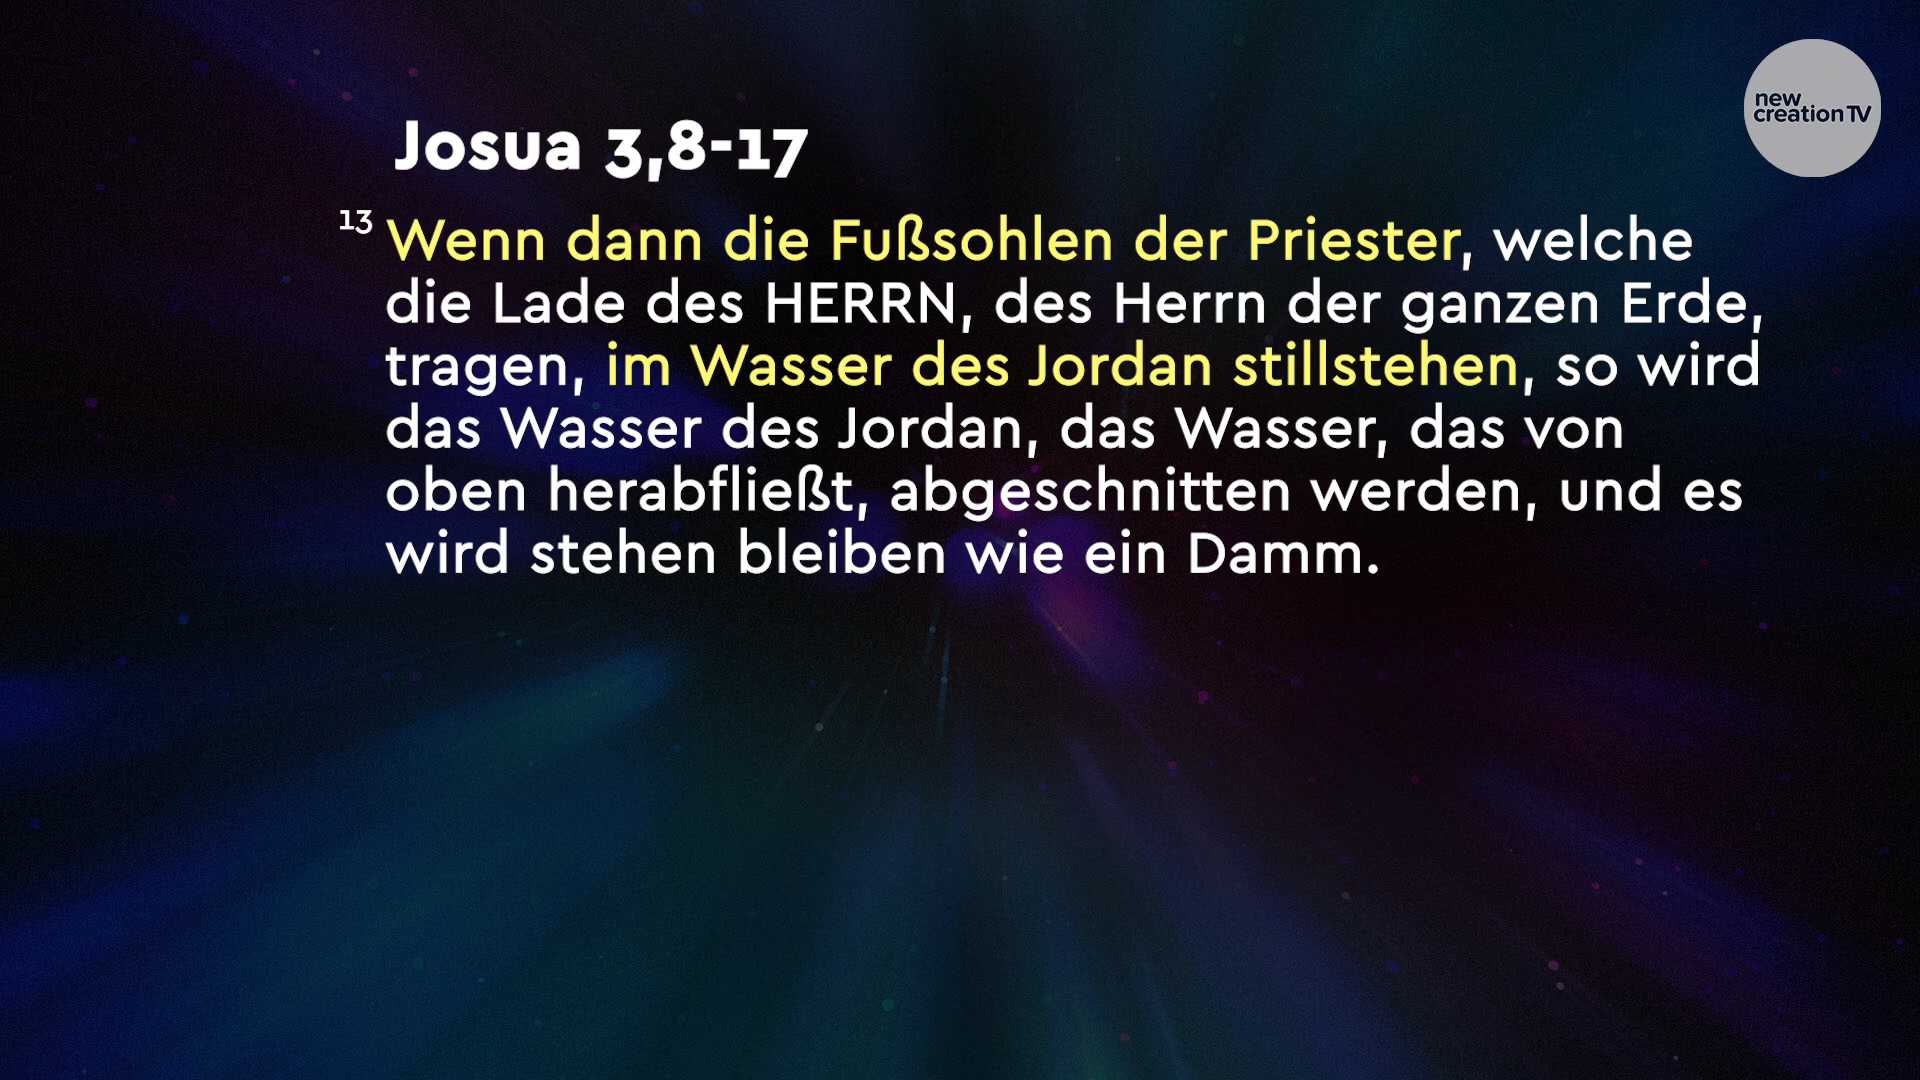 new
creation TV
Josua 3,8-17
13 Wenn dann die Fußsohlen der Priester, welche
die Lade des HERRN, des Herrn der ganzen Erde,
tragen, im Wasser des Jordan stillstehen, so wird
das Wasser des Jordan, das Wasser, das von
oben herabfließt, abgeschnitten werden, und es
wird stehen bleiben wie ein Damm.